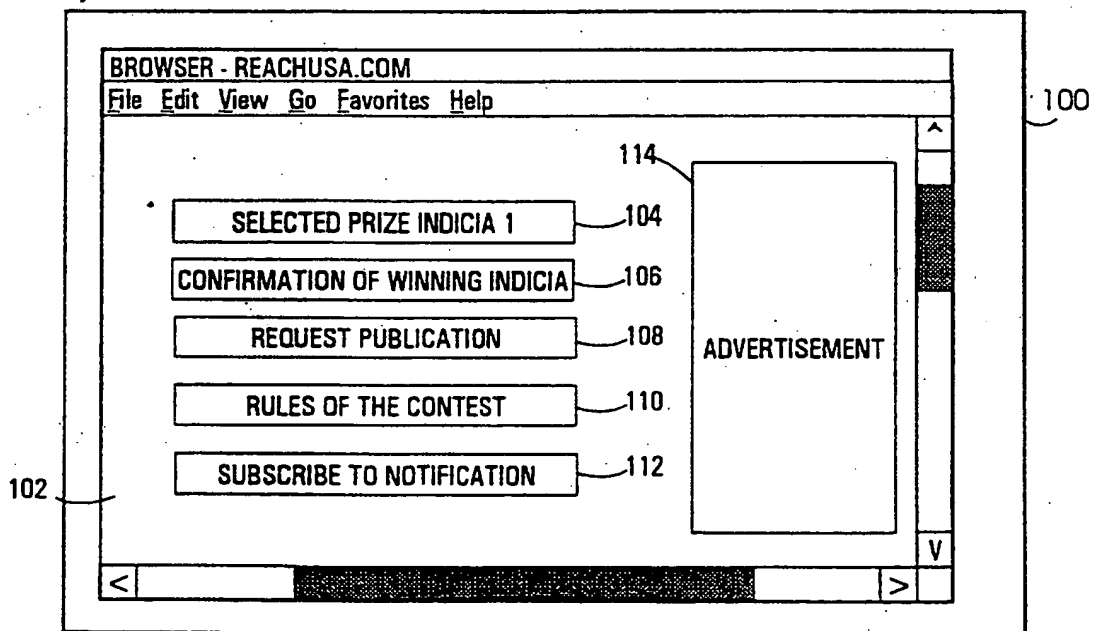 BROWSER - REACHUSA.COM
File Edit View Go Favorites Help
100
114
SELECTED PRIZE INDICIA 1
104
CONFIRMATION OF WINNING INDICIA
106
REQUEST PUBLICATION
108
ADVERTISEMENT
RULES OF THE CONTEST
110
SUBSCRIBE TO NOTIFICATION
112
102